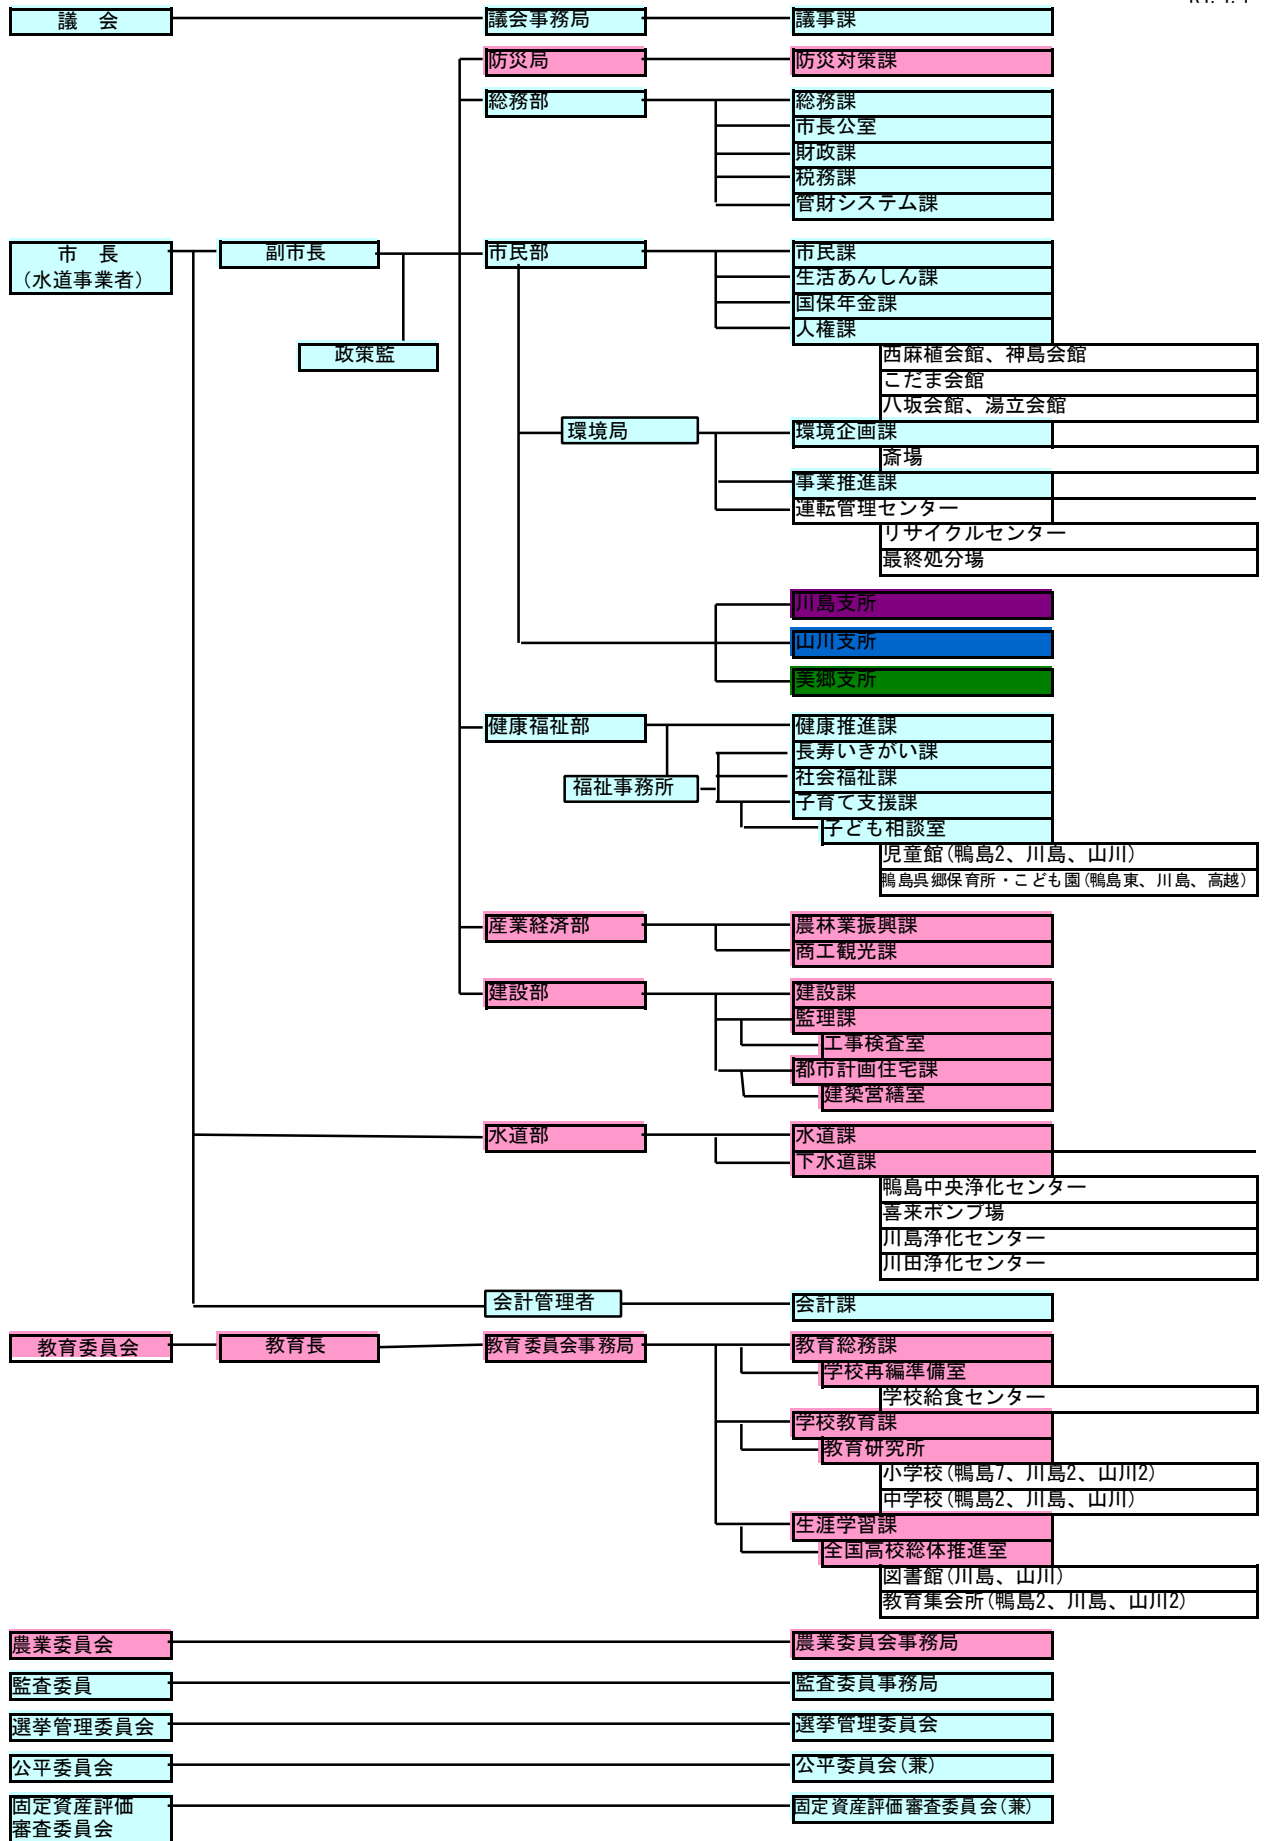 議　会
議会事務局
議事課
防災局
防災対策課
総務部
総務課
市長公室
財政課
税務課
管財システム課
市　長
（水道事業者）
副市長
政策監
市民部
市民課
生活あんしん課
国保年金課
人権課
西麻植会館、神島会館
こだま会館
八坂会館、湯立会館
環境局
環境企画課
斎場
事業推進課
運転管理センター
リサイクルセンター
最終処分場
川島支所
山川支所
美郷支所
健康福祉部
健康推進課
福祉事務所
長寿いきがい課
社会福祉課
子育て支援課
子ども相談室
児童館(鴨島2、川島、山川)
鴨島呉郷保育所・こども園(鴨島東、川島、高越)
産業経済部
農林業振興課
商工観光課
建設部
建設課
監理課
工事検査室
都市計画住宅課
建築営繕室
水道部
水道課
下水道課
鴨島中央浄化センター
喜来ポンプ場
川島浄化センター
川田浄化センター
会計管理者
会計課
教育委員会
教育長
教育委員会事務局
教育総務課
学校再編準備室
学校給食センター
学校教育課
教育研究所
小学校(鴨島7、川島2、山川2)
中学校(鴨島2、川島、山川)
生涯学習課
全国高校総体推進室
図書館(川島、山川)
教育集会所(鴨島2、川島、山川2)
農業委員会
農業委員会事務局
監査委員
監査委員事務局
選挙管理委員会
選挙管理委員会
公平委員会
公平委員会(兼)
固定資産評価
審査委員会
固定資産評価審査委員会(兼)